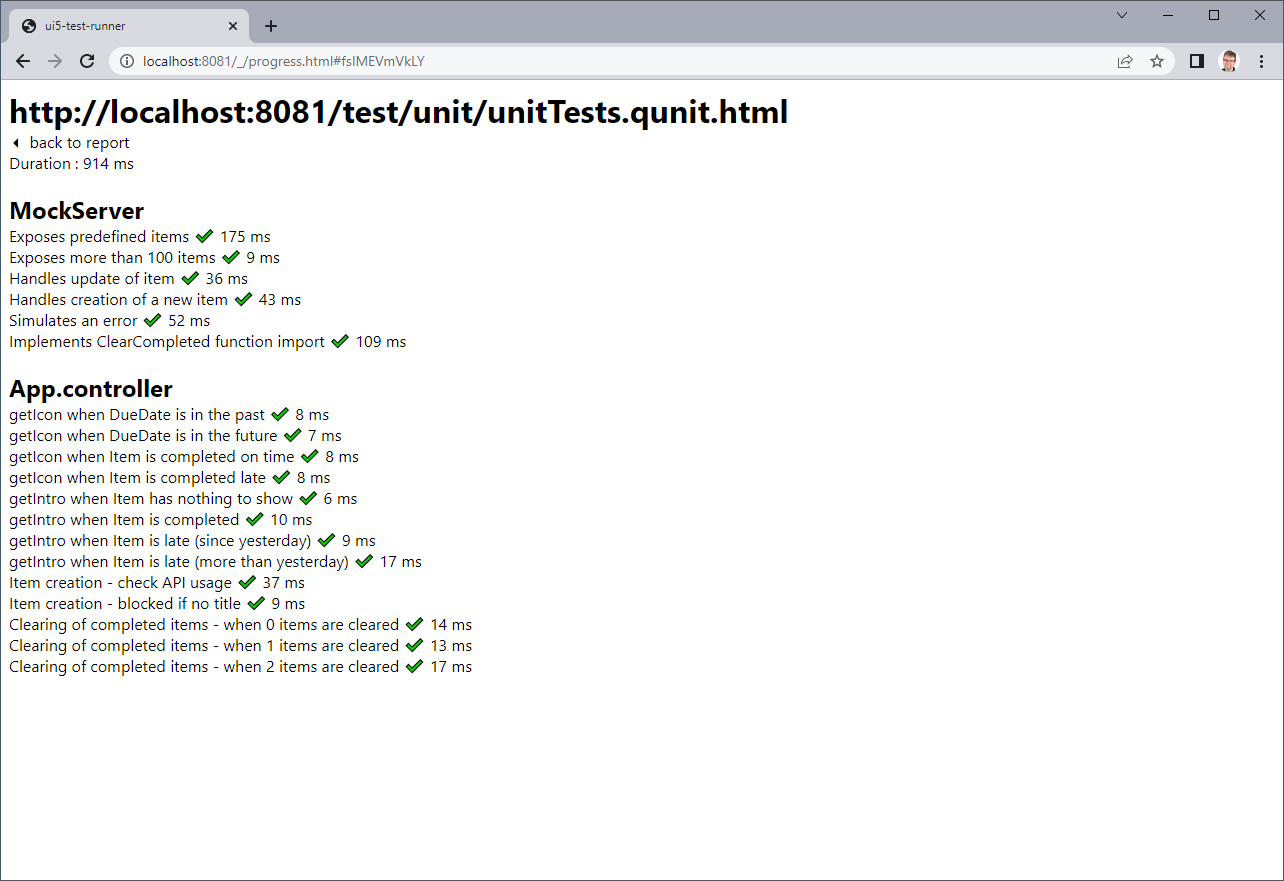 ui5-test-runner
localhost:8081/_/progress.html#fsIMEVmVkLY
http://localhost:8081/test/unit/unitTests.qunit.html
back to report
Duration : 914 ms
MockServer
Exposes predefined items ✔ 175 ms
Exposes more than 100 items ✔ 9 ms
Handles update of item ✔ 36 ms
Handles creation of a new item ✔ 43 ms
Simulates an error ✔ 52 ms
Implements ClearCompleted function import ✔ 109 ms
App.controller
getIcon when DueDate is in the past ✔ 8 ms
getIcon when DueDate is in the future ✔ 7 ms
getIcon when Item is completed on time ✔ 8 ms
getIcon when Item is completed late ✔ 8 ms
getIntro when Item has nothing to show ✔ 6 ms
getIntro when Item is completed ✔ 10 ms
getIntro when Item is late (since yesterday) ✔ 9 ms
getIntro when Item is late (more than yesterday) ✔ 17 ms
Item creation - check API usage ✔ 37 ms
Item creation - blocked if no title ✔ 9 ms
Clearing of completed items - when 0 items are cleared ✔ 14 ms
Clearing of completed items - when 1 items are cleared ✔ 13 ms
Clearing of completed items - when 2 items are cleared ✔ 17 ms